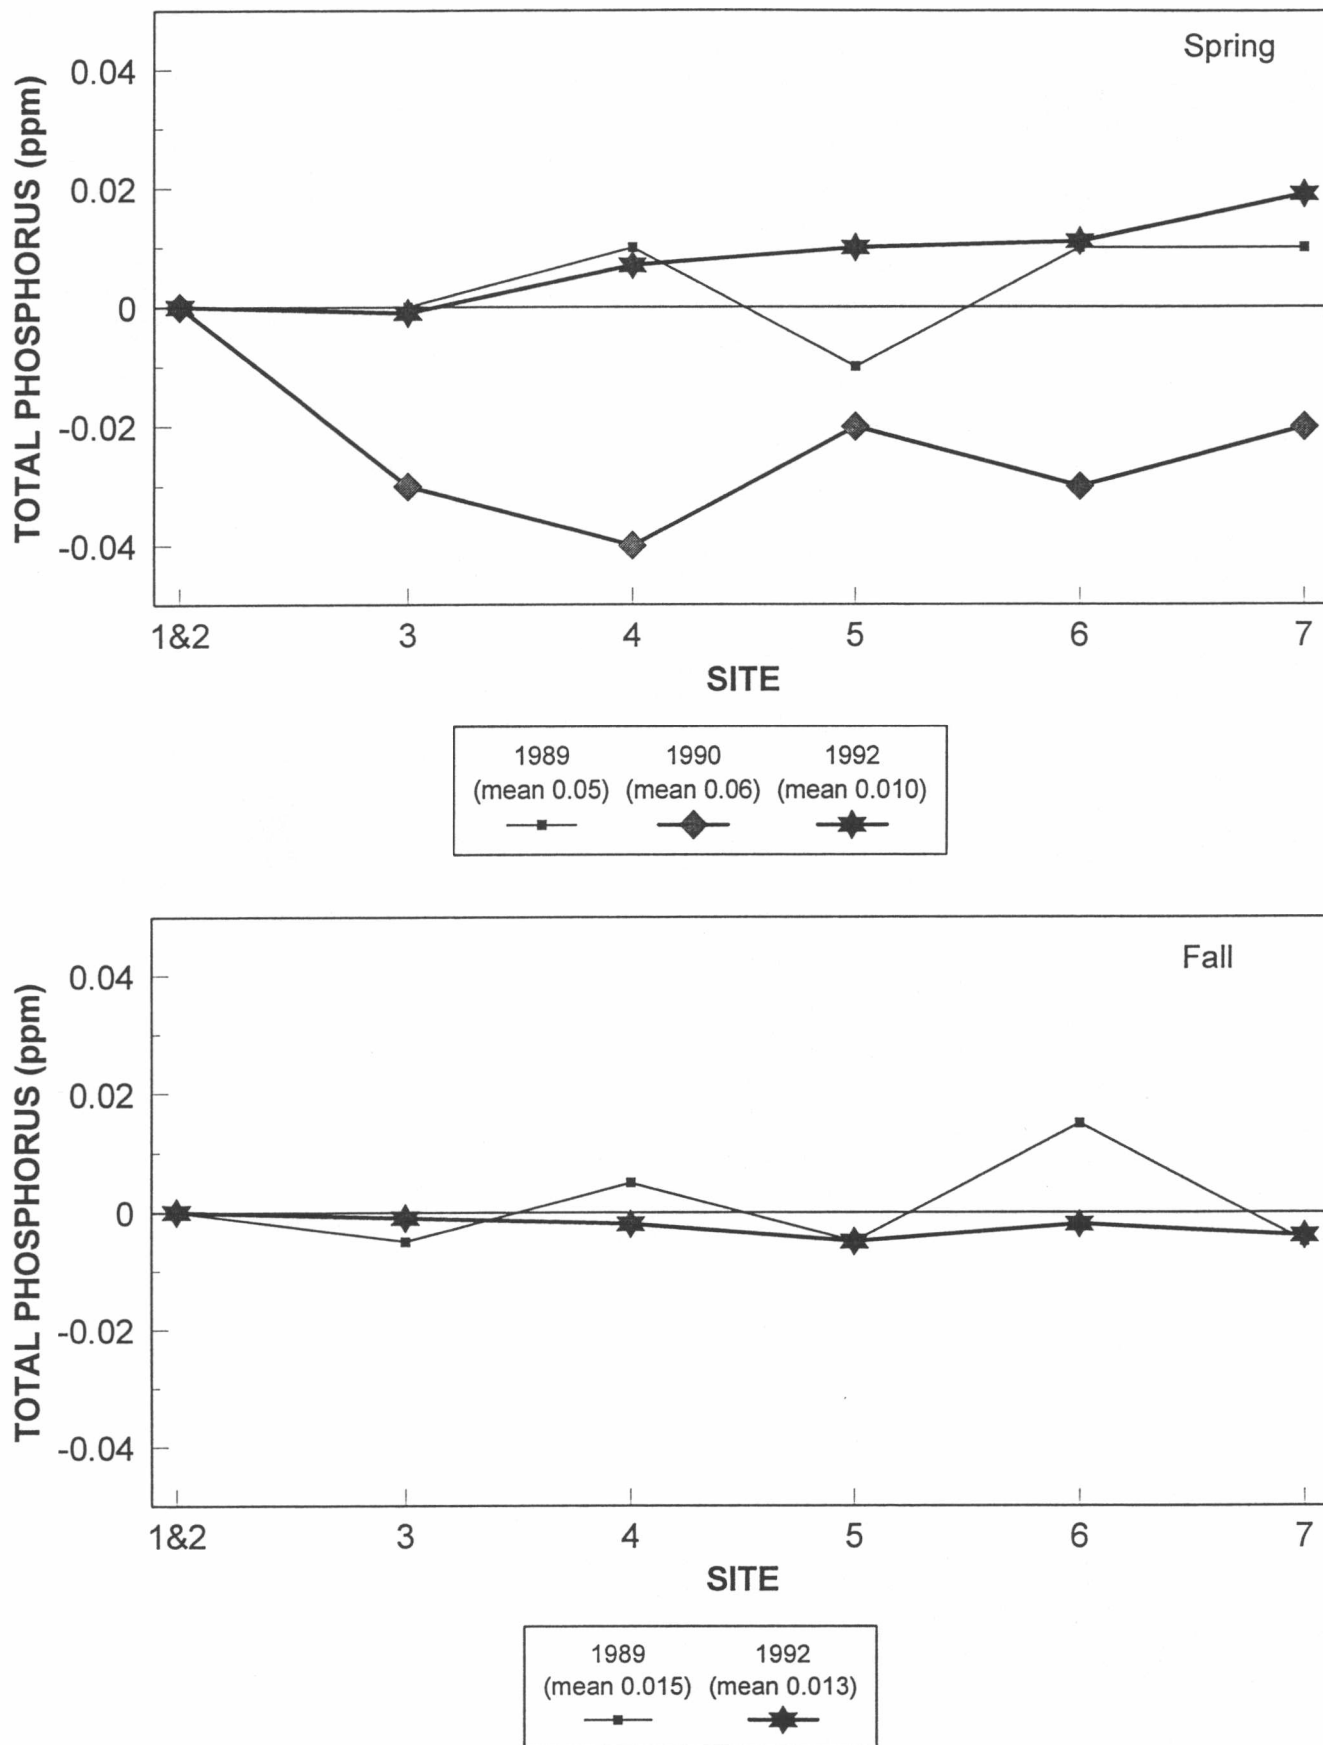 Spring
TOTAL PHOSPHORUS (ppm)
0.04
0.02
0
-0.02
-0.04
1&2 3 4 5 6 7
SITE
1989 1990 1992
(mean 0.05) (mean 0.06) (mean 0.010)
Fall
TOTAL PHOSPHORUS (ppm)
0.04
0.02
0
-0.02
-0.04
1&2 3 4 5 6 7
SITE
1989 1992
(mean 0.015) (mean 0.013)